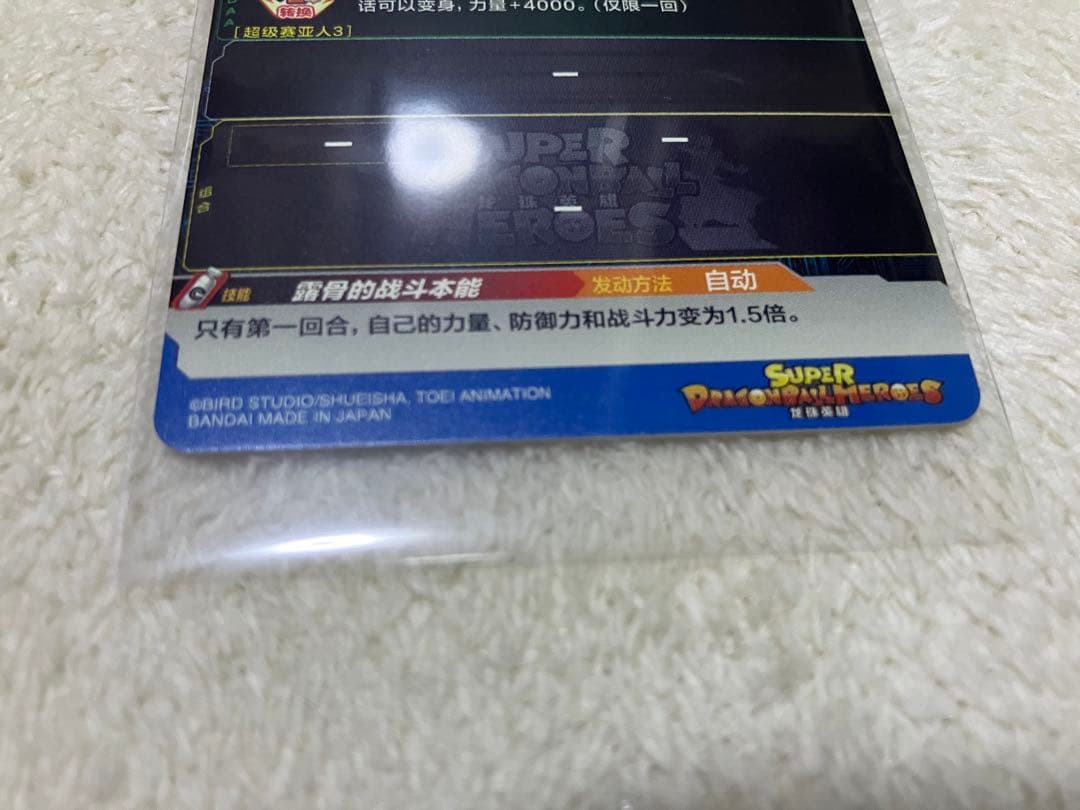 话可以变身，力量+4000。（仅限一回）
转换
[超级赛亚人3]
—
—
—
组合
—
SUPER
DRAGONBALL
龙珠英雄
HEROES
技能
露骨的战斗本能
发动方法
自动
只有第一回合，自己的力量、防御力和战斗力变为1.5倍。
©BIRD STUDIO/SHUEISHA, TOEI ANIMATION
BANDAI MADE IN JAPAN
SUPER
DRAGONBALL HEROES
龙珠英雄